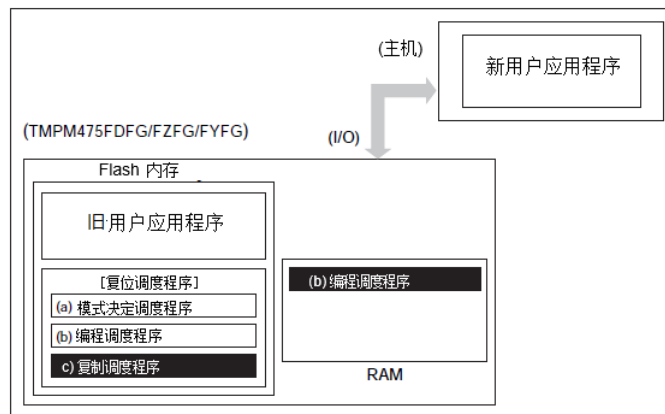 (主机)
新用户应用程序
(TMPM475FDFG/FZFG/FYFG)
(I/O)
Flash 内存
旧·用户应用程序
[复位调度程序]
(a) 模式决定调度程序
(b) 编程调度程序
c) 复制调度程序
(b) 编程调度程序
RAM